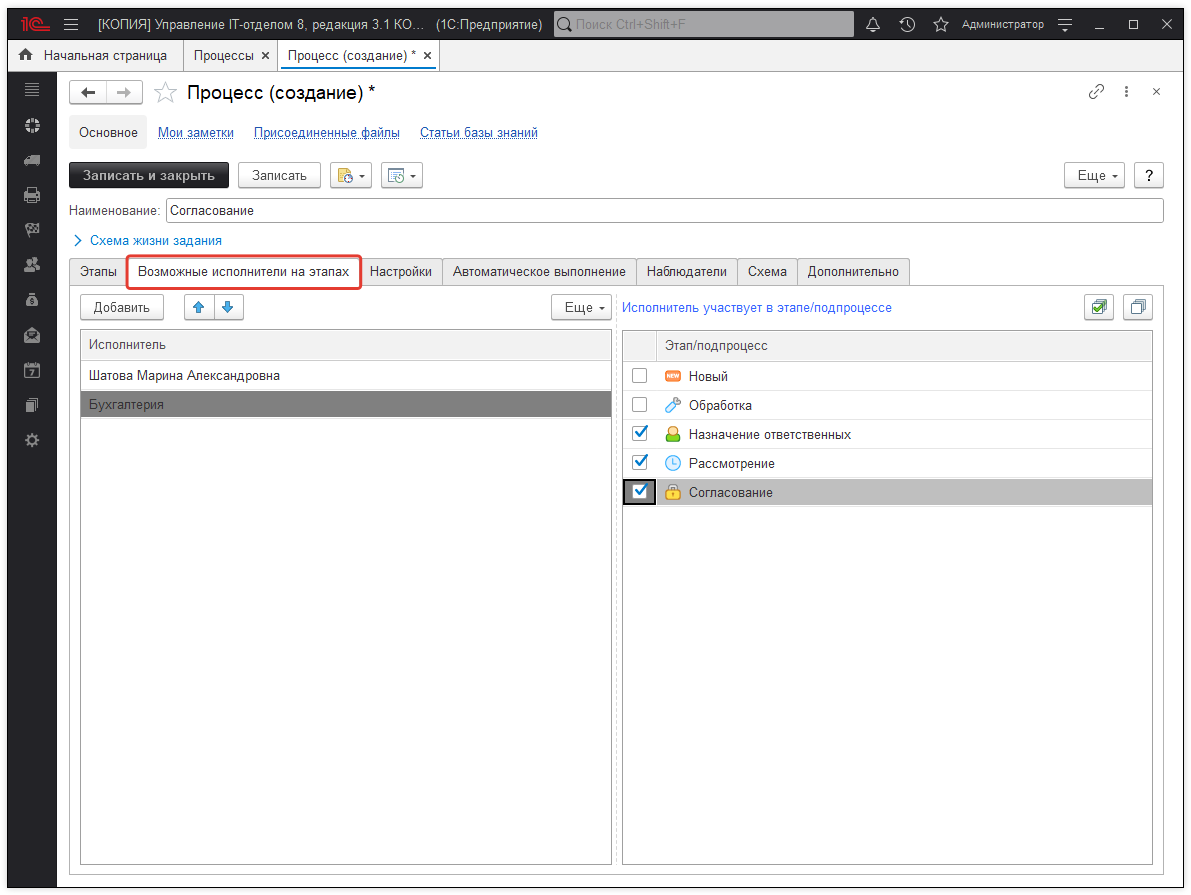 [КОПИЯ] Управление IT-отделом 8, редакция 3.1 КО... (1С:Предприятие) Поиск Ctrl+Shift+F Администратор
Начальная страница Процессы × Процесс (создание) * ×
Процесс (создание) *
Основное Мои заметки Присоединенные файлы Статьи базы знаний
Записать и закрыть Записать Еще ?
Наименование: Согласование
Схема жизни задания
Этапы Возможные исполнители на этапах Настройки Автоматическое выполнение Наблюдатели Схема Дополнительно
Добавить Еще Исполнитель участвует в этапе/подпроцессе
Исполнитель Этап/подпроцесс
Шатова Марина Александровна NEW Новый
Бухгалтерия Обработка
Назначение ответственных
Рассмотрение
Согласование